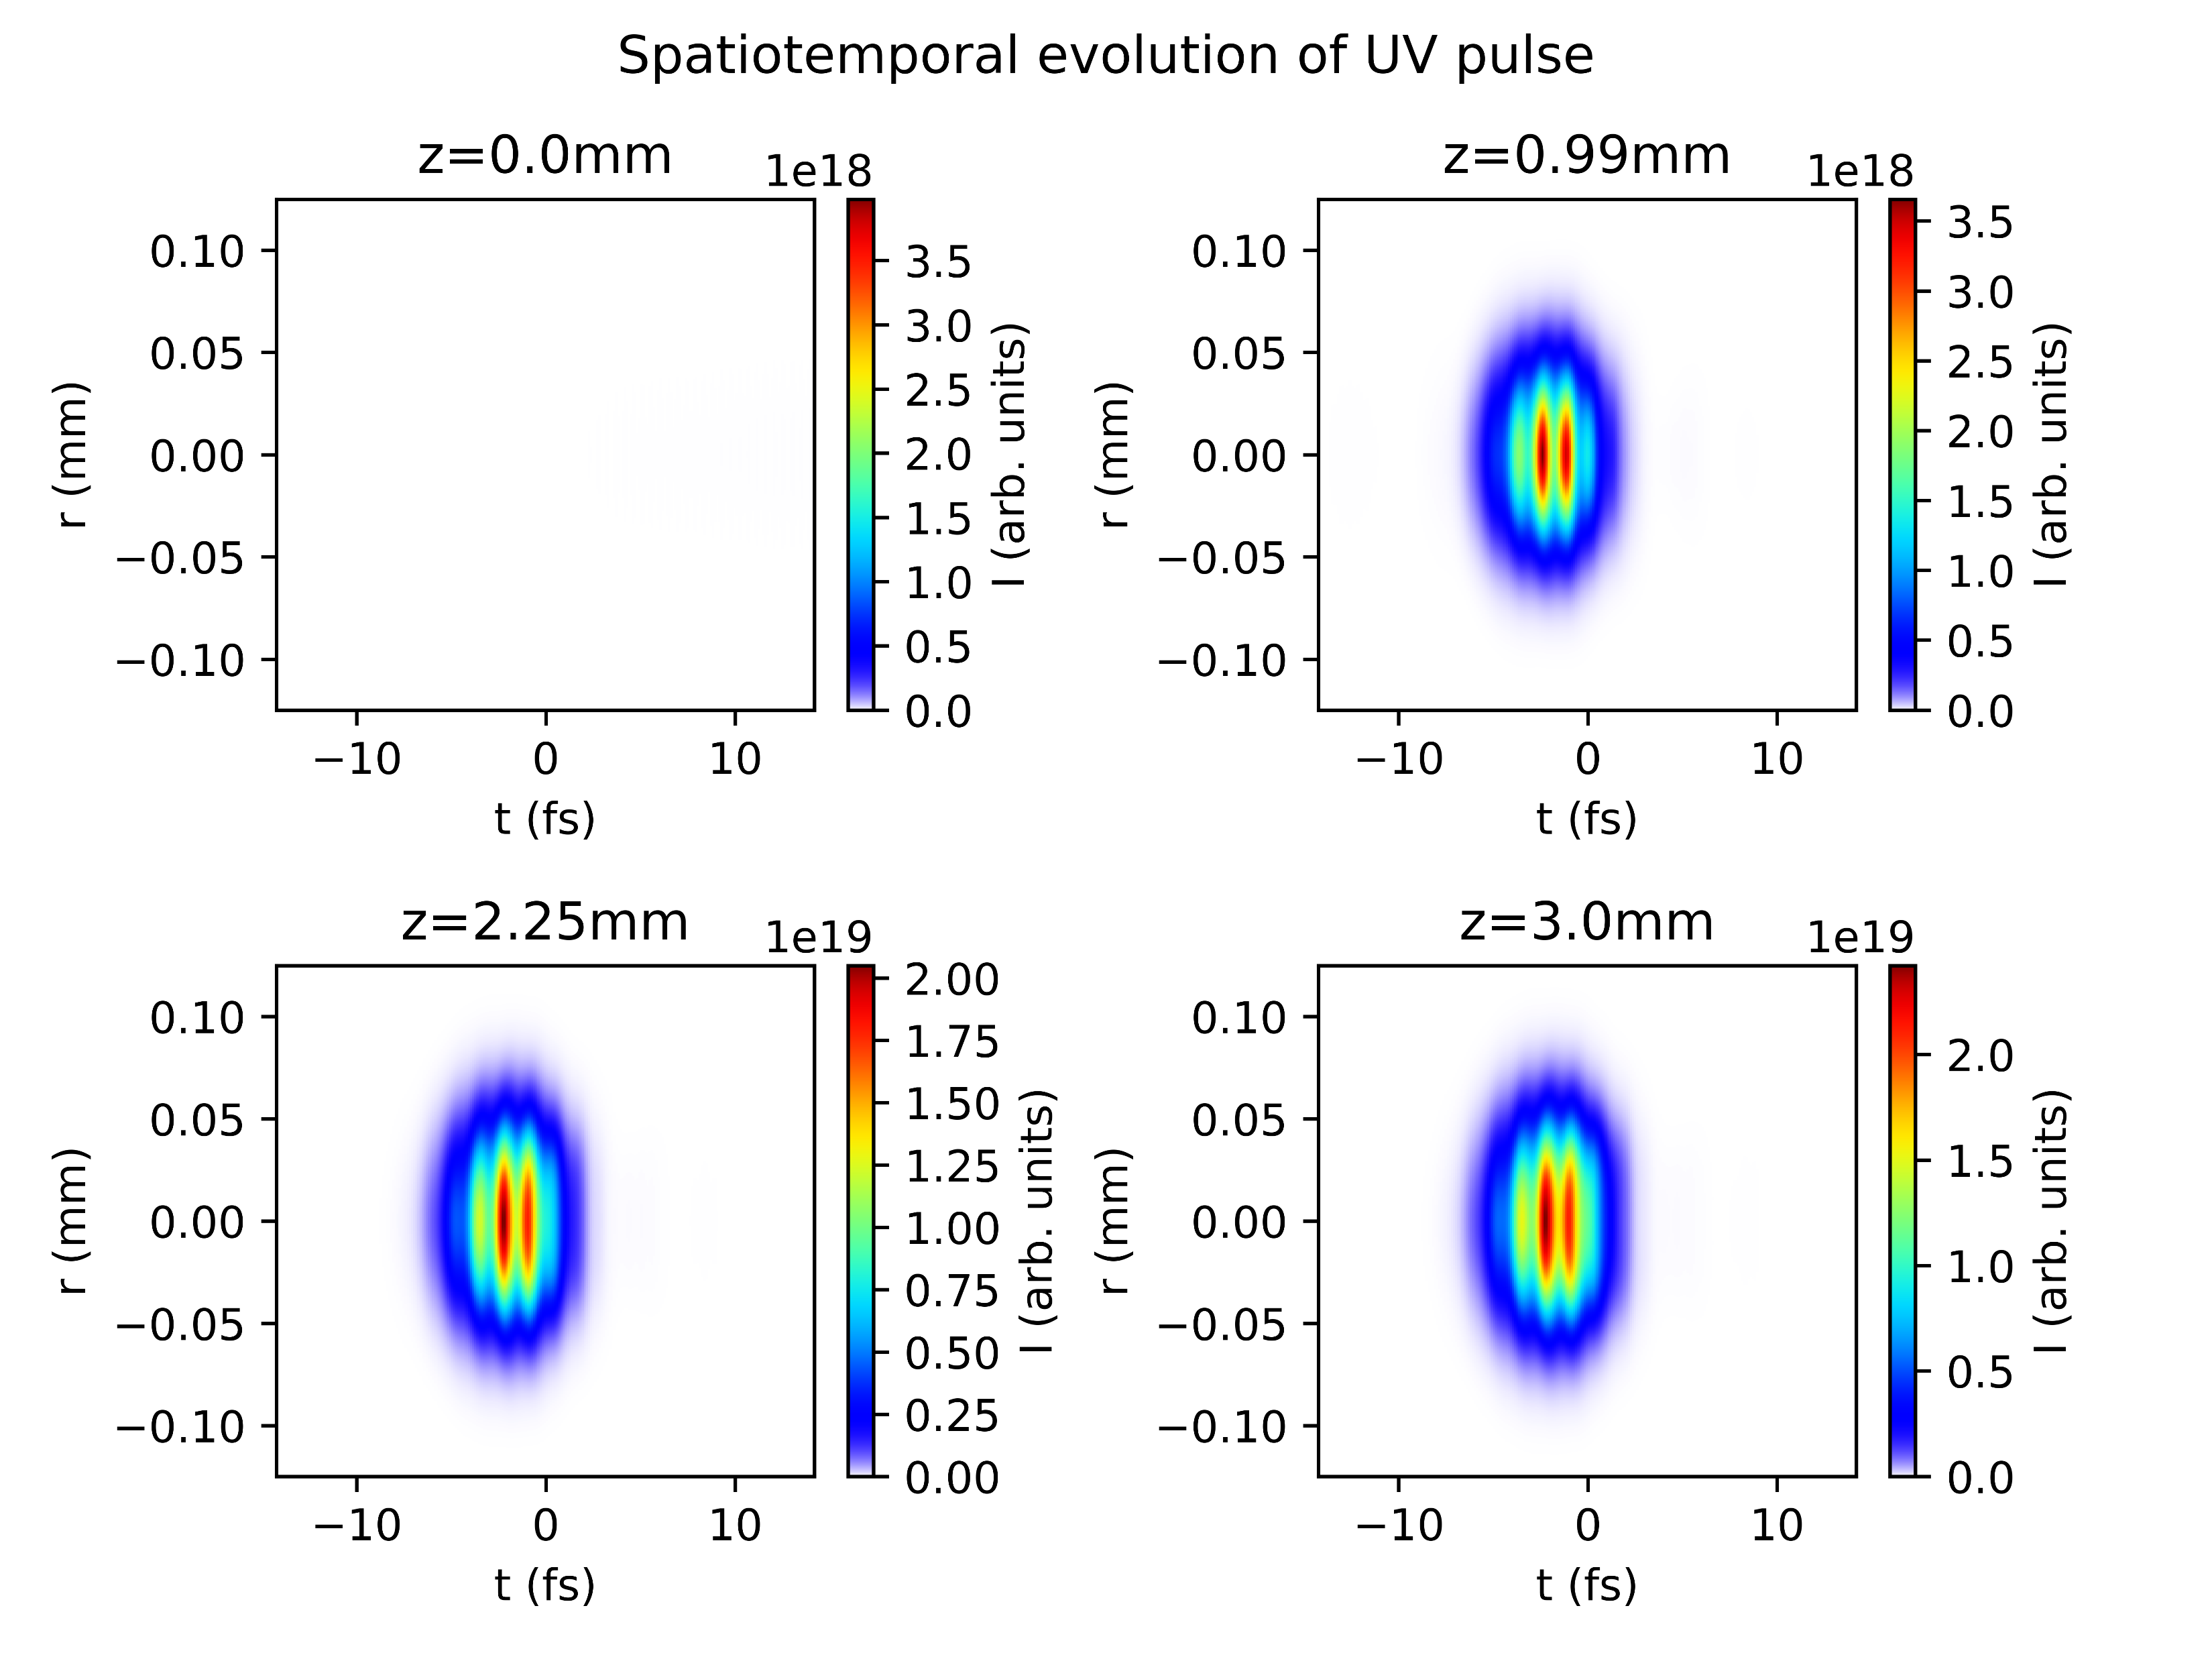 Spatiotemporal evolution of UV pulse
z=0.0mm
1e18
0.10
0.05
0.00
−0.05
−0.10
r (mm)
−10 0 10
t (fs)
3.5
3.0
2.5
2.0
1.5
1.0
0.5
0.0
I (arb. units)
z=0.99mm
1e18
0.10
0.05
0.00
−0.05
−0.10
r (mm)
−10 0 10
t (fs)
3.5
3.0
2.5
2.0
1.5
1.0
0.5
0.0
I (arb. units)
z=2.25mm
1e19
0.10
0.05
0.00
−0.05
−0.10
r (mm)
−10 0 10
t (fs)
2.00
1.75
1.50
1.25
1.00
0.75
0.50
0.25
0.00
I (arb. units)
z=3.0mm
1e19
0.10
0.05
0.00
−0.05
−0.10
r (mm)
−10 0 10
t (fs)
2.0
1.5
1.0
0.5
0.0
I (arb. units)